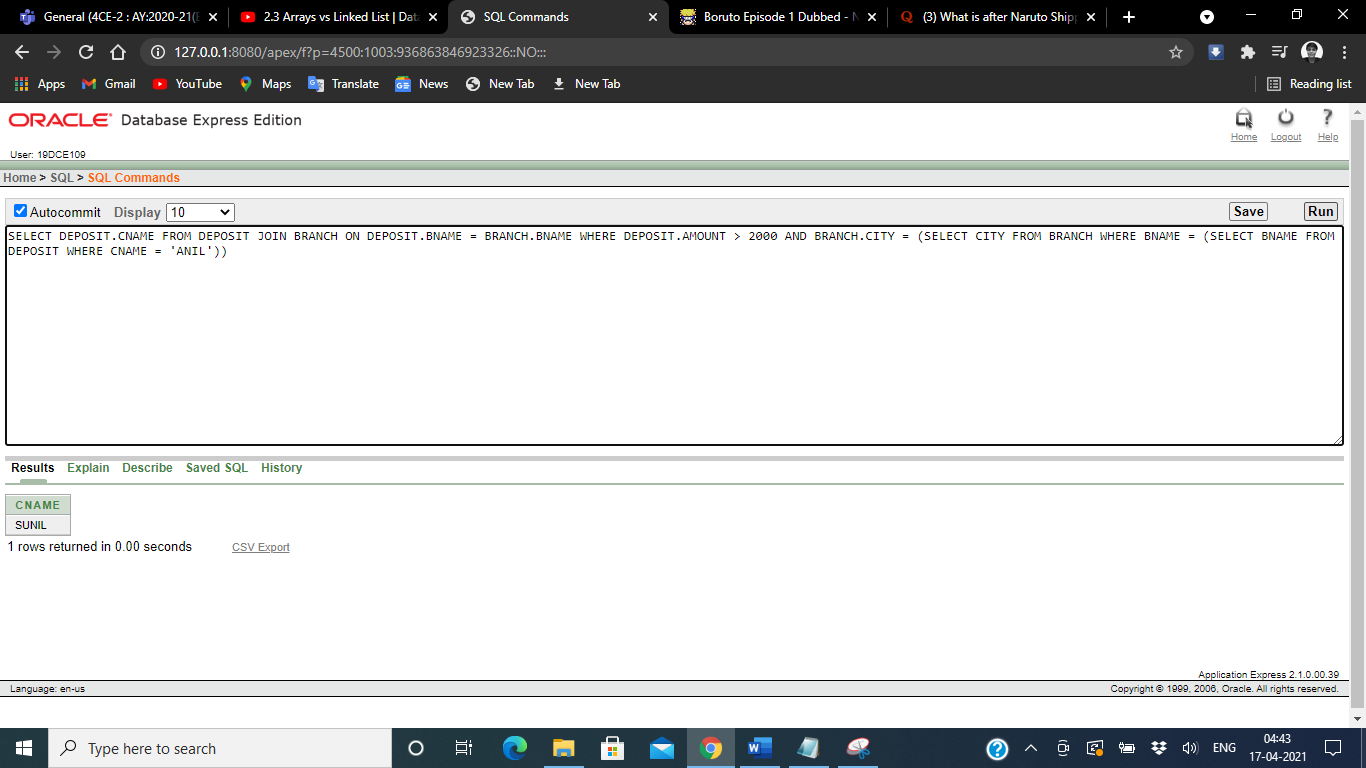 General (4CE-2 : AY:2020-21(
2.3 Arrays vs Linked List | Dat
SQL Commands
Boruto Episode 1 Dubbed -
(3) What is after Naruto Ship
127.0.0.1:8080/apex/f?p=4500:1003:936863846923326::NO:::
Apps
Gmail
YouTube
Maps
Translate
News
New Tab
New Tab
Reading list
ORACLE Database Express Edition
Home
Logout
Help
User: 19DCE109
Home > SQL > SQL Commands
Autocommit Display 10
Save
Run
SELECT DEPOSIT.CNAME FROM DEPOSIT JOIN BRANCH ON DEPOSIT.BNAME = BRANCH.BNAME WHERE DEPOSIT.AMOUNT > 2000 AND BRANCH.CITY = (SELECT CITY FROM BRANCH WHERE BNAME = (SELECT BNAME FROM
DEPOSIT WHERE CNAME = 'ANIL'))
Results Explain Describe Saved SQL History
CNAME
SUNIL
1 rows returned in 0.00 seconds
CSV Export
Application Express 2.1.0.00.39
Language: en-us
Copyright © 1999, 2006, Oracle. All rights reserved.
Type here to search
ENG
04:43
17-04-2021